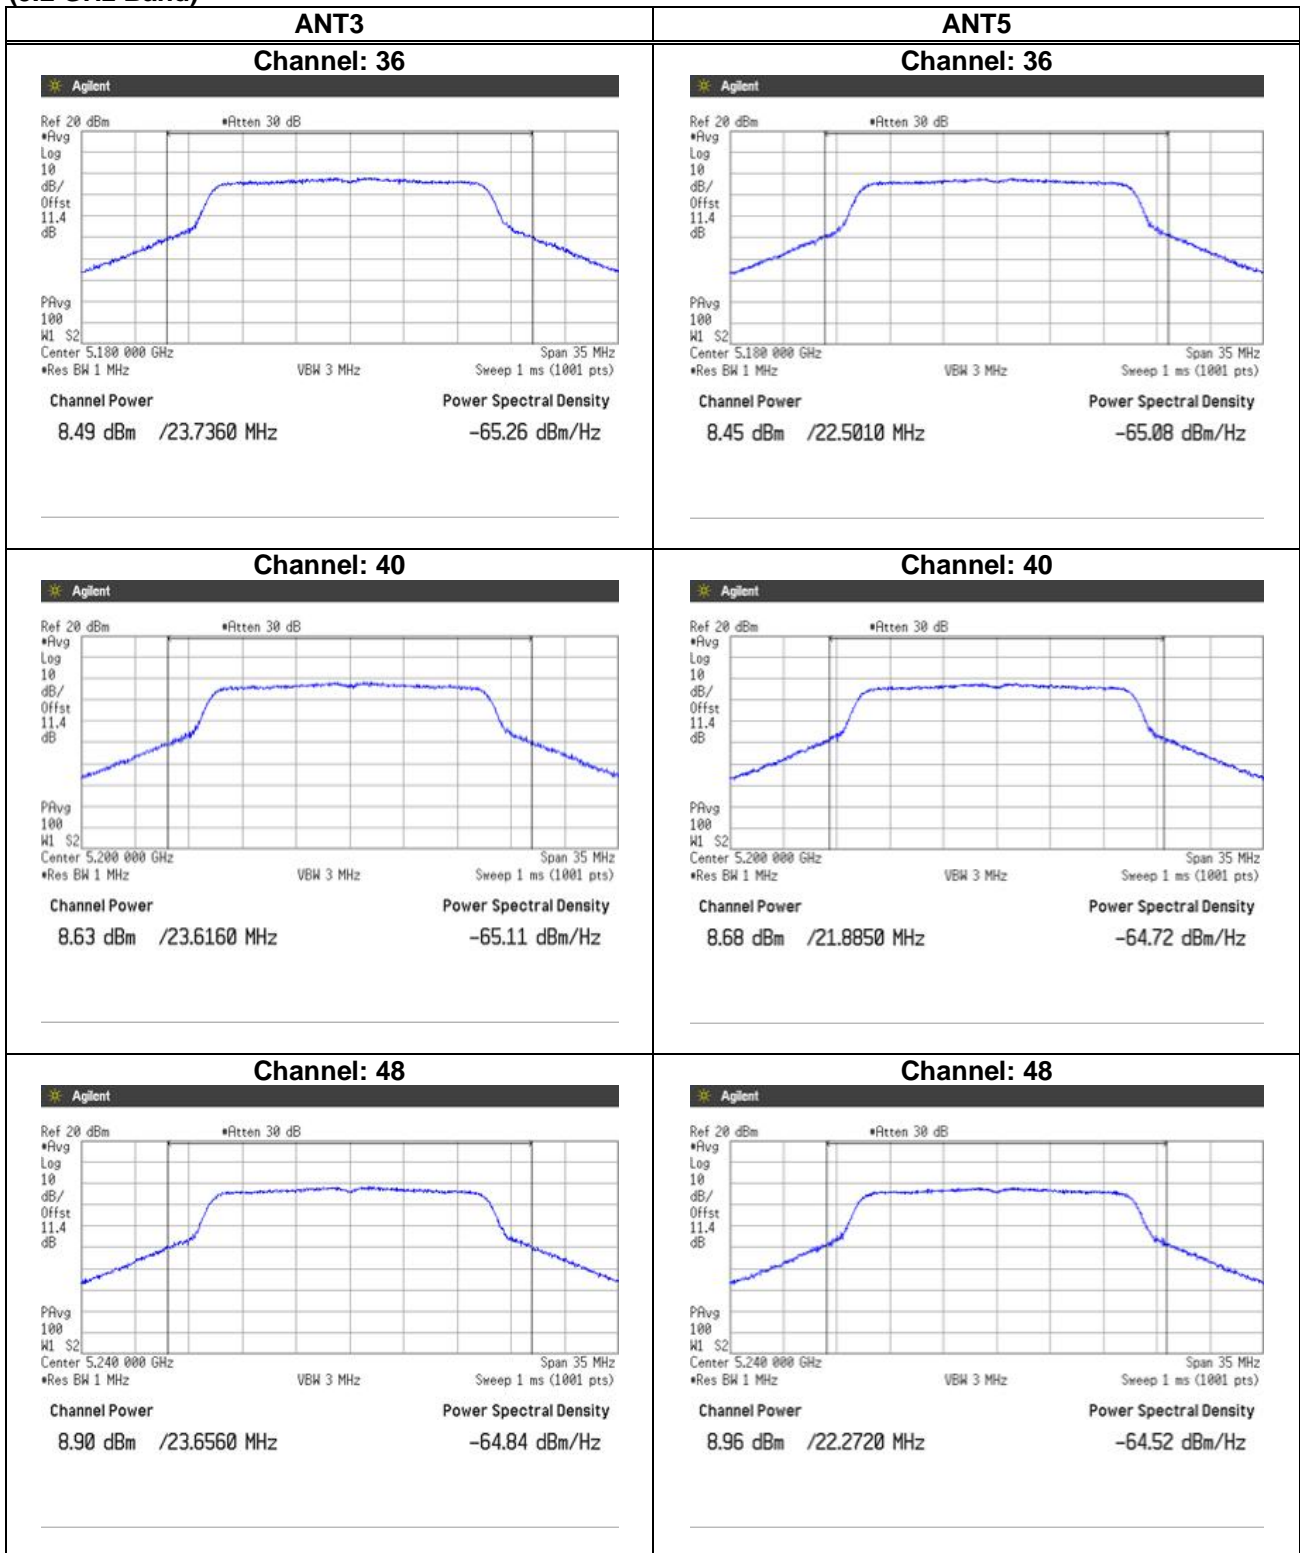 ANT3 ANT5
Channel: 36 Channel: 36
Agilent Agilent
Ref 20 dBm *Atten 30 dB Ref 20 dBm *Atten 30 dB
*Avg *Avg
Log Log
10 10
dB/ dB/
Offst Offst
11.4 11.4
dB dB
PAvg PAvg
100 100
W1 S2 W1 S2
Center 5.180 000 GHz Span 35 MHz Center 5.180 000 GHz Span 35 MHz
*Res BW 1 MHz VBW 3 MHz Sweep 1 ms (1001 pts) *Res BW 1 MHz VBW 3 MHz Sweep 1 ms (1001 pts)
Channel Power Power Spectral Density Channel Power Power Spectral Density
8.49 dBm /23.7360 MHz -65.26 dBm/Hz 8.45 dBm /22.5010 MHz -65.08 dBm/Hz
Channel: 40 Channel: 40
Agilent Agilent
Ref 20 dBm *Atten 30 dB Ref 20 dBm *Atten 30 dB
*Avg *Avg
Log Log
10 10
dB/ dB/
Offst Offst
11.4 11.4
dB dB
PAvg PAvg
100 100
W1 S2 W1 S2
Center 5.200 000 GHz Span 35 MHz Center 5.200 000 GHz Span 35 MHz
*Res BW 1 MHz VBW 3 MHz Sweep 1 ms (1001 pts) *Res BW 1 MHz VBW 3 MHz Sweep 1 ms (1001 pts)
Channel Power Power Spectral Density Channel Power Power Spectral Density
8.63 dBm /23.6160 MHz -65.11 dBm/Hz 8.68 dBm /21.8850 MHz -64.72 dBm/Hz
Channel: 48 Channel: 48
Agilent Agilent
Ref 20 dBm *Atten 30 dB Ref 20 dBm *Atten 30 dB
*Avg *Avg
Log Log
10 10
dB/ dB/
Offst Offst
11.4 11.4
dB dB
PAvg PAvg
100 100
W1 S2 W1 S2
Center 5.240 000 GHz Span 35 MHz Center 5.240 000 GHz Span 35 MHz
*Res BW 1 MHz VBW 3 MHz Sweep 1 ms (1001 pts) *Res BW 1 MHz VBW 3 MHz Sweep 1 ms (1001 pts)
Channel Power Power Spectral Density Channel Power Power Spectral Density
8.90 dBm /23.6560 MHz -64.84 dBm/Hz 8.96 dBm /22.2720 MHz -64.52 dBm/Hz